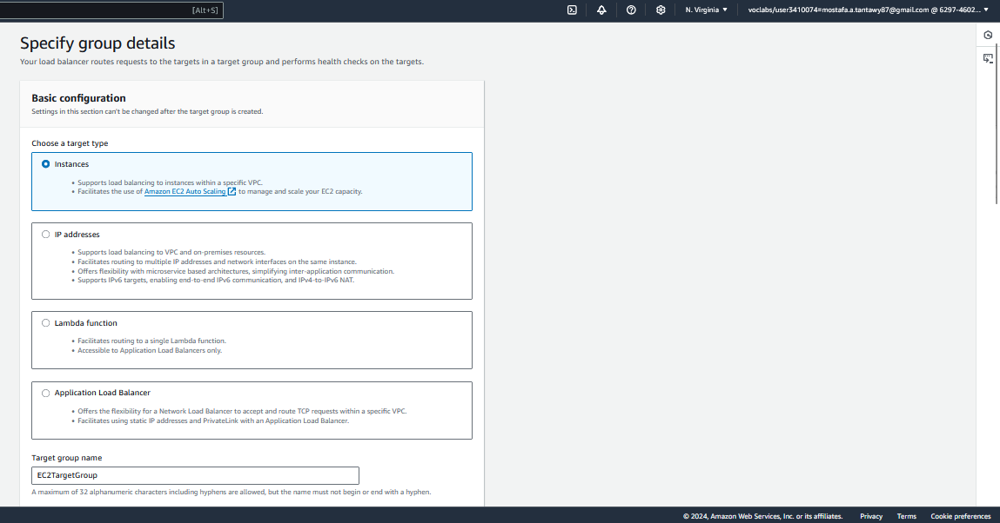 [Alt+S]
N. Virginia
voclabs/user3410074=mostafa.a.tantawy87@gmail.com @ 6297-4602...
Specify group details
Your load balancer routes requests to the targets in a target group and performs health checks on the targets.
Basic configuration
Settings in this section can't be changed after the target group is created.
Choose a target type
Instances
• Supports load balancing to instances within a specific VPC.
• Facilitates the use of Amazon EC2 Auto Scaling to manage and scale your EC2 capacity.
IP addresses
• Supports load balancing to VPC and on-premises resources.
• Facilitates routing to multiple IP addresses and network interfaces on the same instance.
• Offers flexibility with microservice based architectures, simplifying inter-application communication.
• Supports IPv6 targets, enabling end-to-end IPv6 communication, and IPv4-to-IPv6 NAT.
Lambda function
• Facilitates routing to a single Lambda function.
• Accessible to Application Load Balancers only.
Application Load Balancer
• Offers the flexibility for a Network Load Balancer to accept and route TCP requests within a specific VPC.
• Facilitates using static IP addresses and PrivateLink with an Application Load Balancer.
Target group name
EC2TargetGroup
A maximum of 32 alphanumeric characters including hyphens are allowed, but the name must not begin or end with a hyphen.
© 2024, Amazon Web Services, Inc. or its affiliates.
Privacy
Terms
Cookie preferences